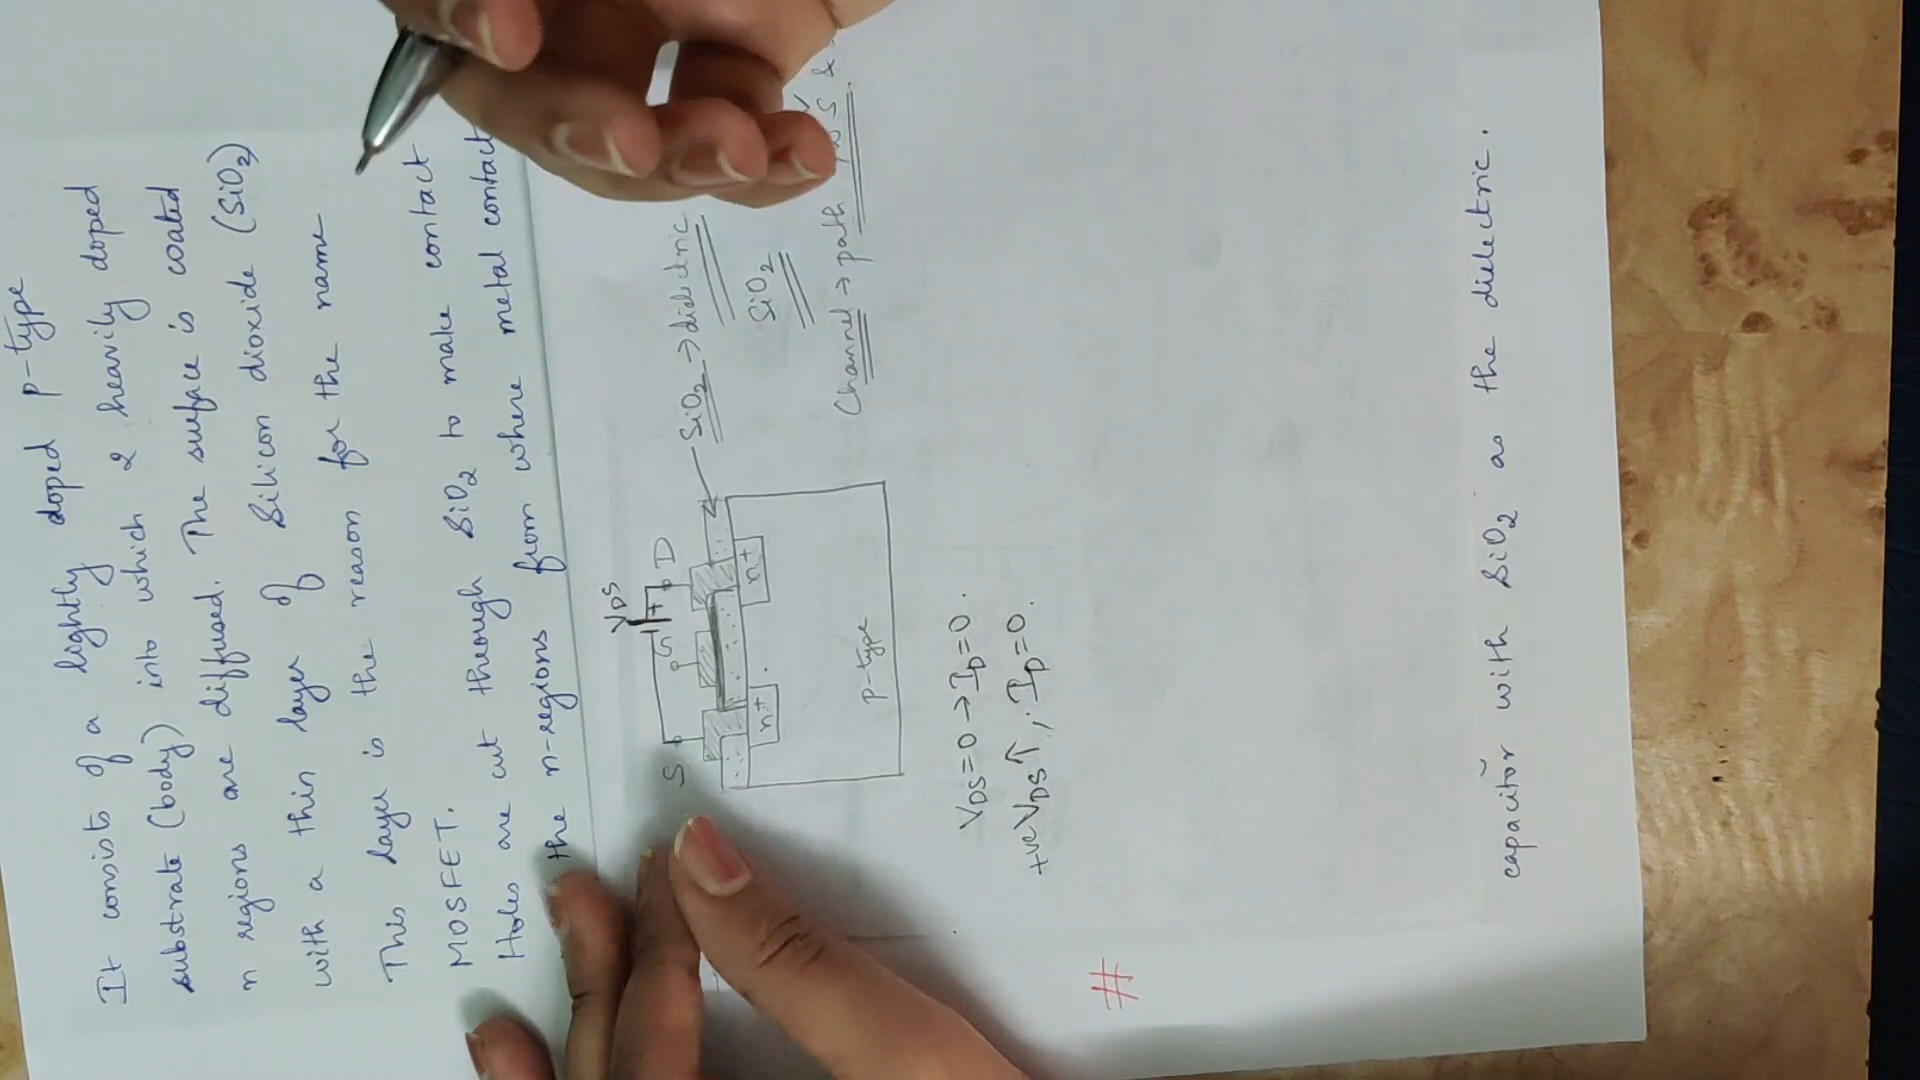 It consists of a lightly doped p-type
substrate (body) into which 2 heavily doped
n regions are diffused. The surface is coated
with a thin layer of Silicon dioxide (SiO2)
This layer is the reason for the name
MOSFET.
Holes are cut through SiO2 to make contact
the n-regions from where metal contact
VDS
S G D
SiO2 → dielectric
SiO2
n+ n+
Channel → path S &
p-type
VDS=0 → ID=0.
+ve VDS↑, ID=0.
#
capacitor with SiO2 as the dielectric.